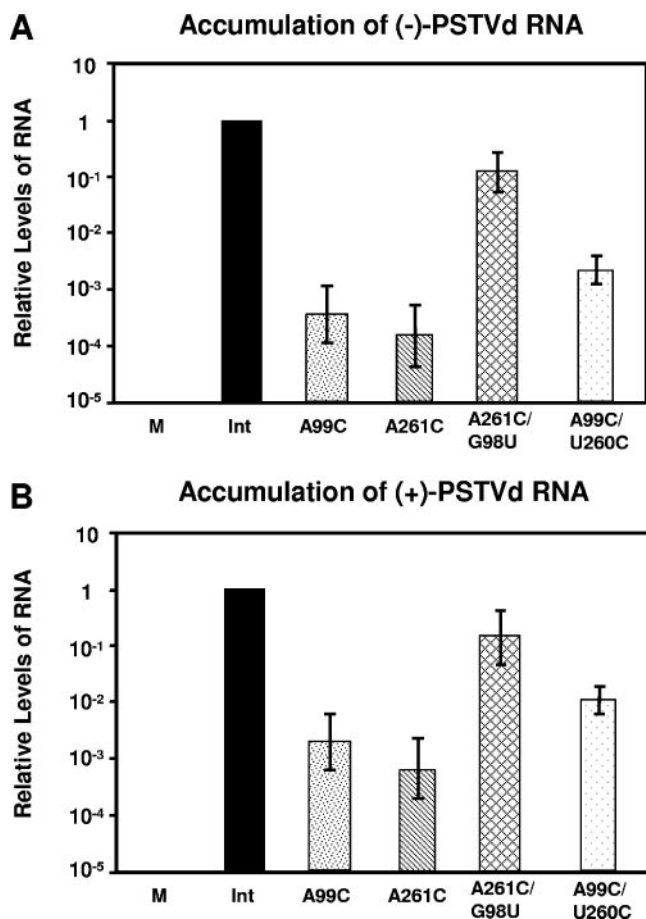 A
Accumulation of (-)-PSTVd RNA
Relative Levels of RNA
10
1
10-1
10-2
10-3
10-4
10-5
M Int A99C A261C A261C/ A99C/
G98U U260C
B
Accumulation of (+)-PSTVd RNA
Relative Levels of RNA
10
1
10-1
10-2
10-3
10-4
10-5
M Int A99C A261C A261C/ A99C/
G98U U260C